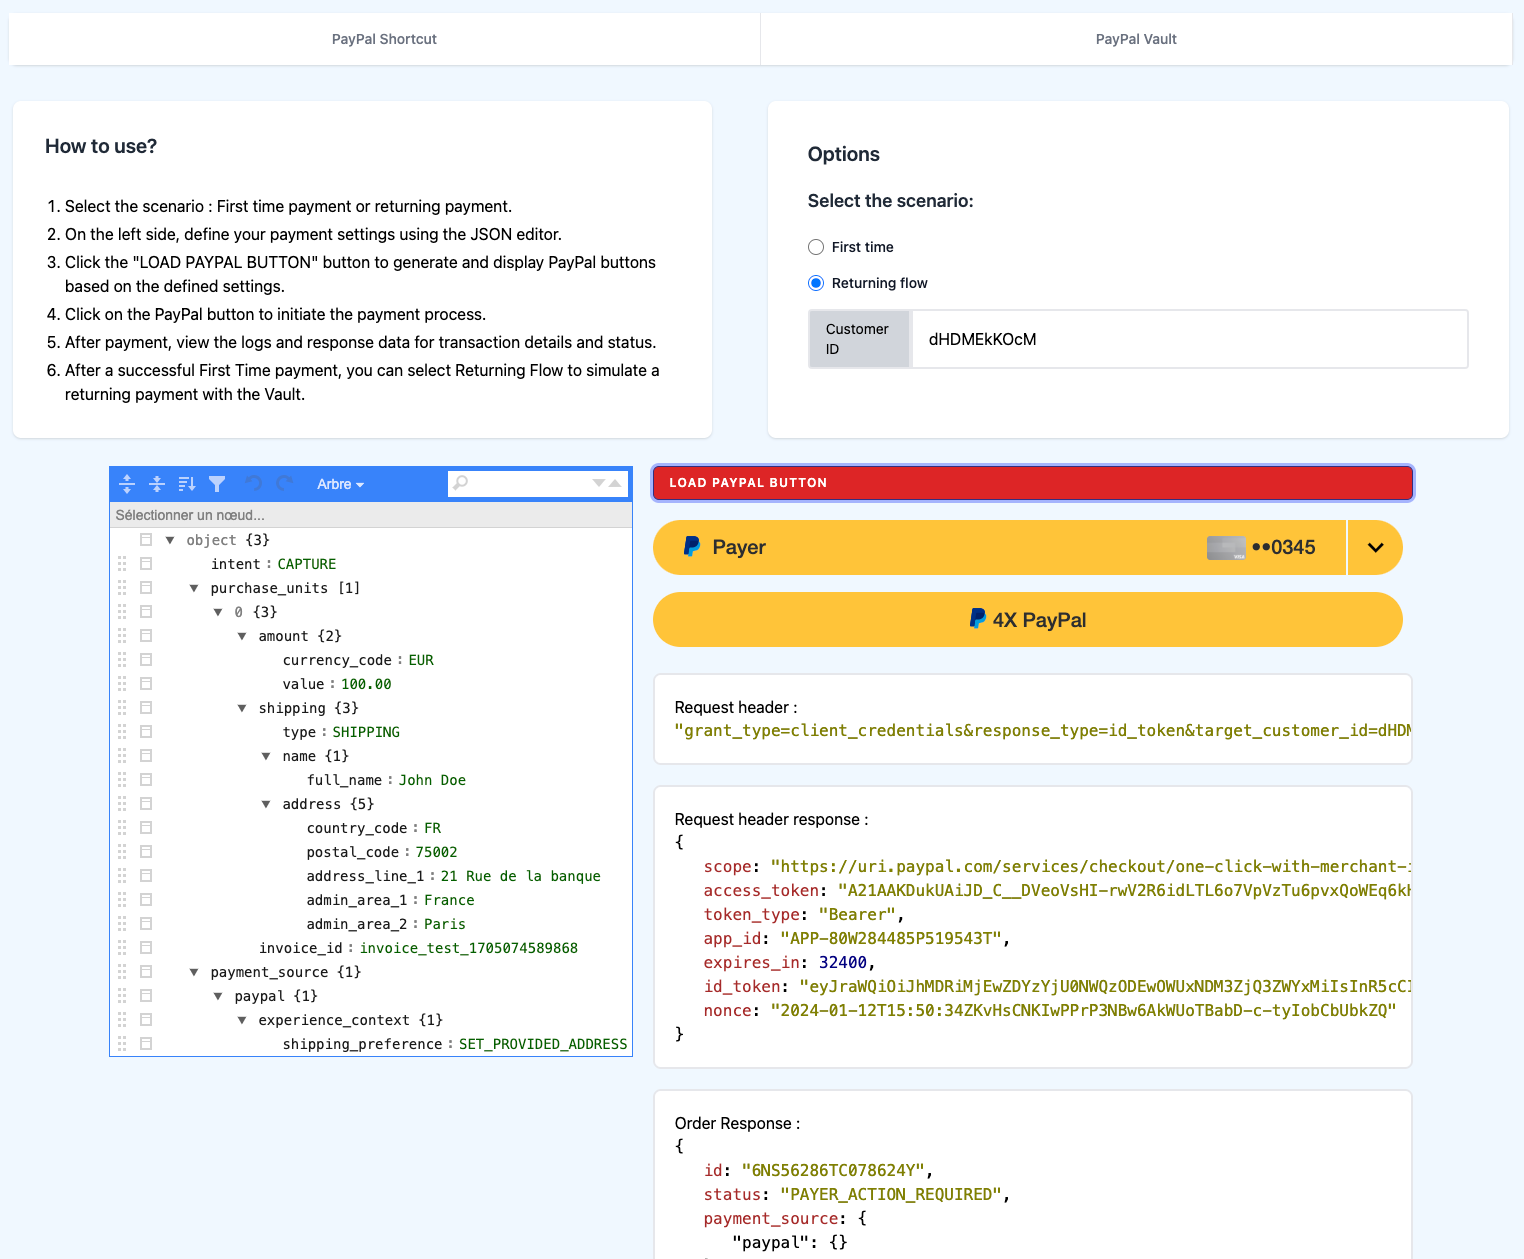 PayPal Shortcut
PayPal Vault
How to use?
1. Select the scenario : First time payment or returning payment.
2. On the left side, define your payment settings using the JSON editor.
3. Click the "LOAD PAYPAL BUTTON" button to generate and display PayPal buttons
based on the defined settings.
4. Click on the PayPal button to initiate the payment process.
5. After payment, view the logs and response data for transaction details and status.
6. After a successful First Time payment, you can select Returning Flow to simulate a
returning payment with the Vault.
Options
Select the scenario:
First time
Returning flow
Customer
ID
dHDMEkKOcM
Arbre
Sélectionner un nœud...
object {3}
intent : CAPTURE
purchase_units [1]
0 {3}
amount {2}
currency_code : EUR
value : 100.00
shipping {3}
type : SHIPPING
name {1}
full_name : John Doe
address {5}
country_code : FR
postal_code : 75002
address_line_1 : 21 Rue de la banque
admin_area_1 : France
admin_area_2 : Paris
invoice_id : invoice_test_1705074589868
payment_source {1}
paypal {1}
experience_context {1}
shipping_preference : SET_PROVIDED_ADDRESS
LOAD PAYPAL BUTTON
Payer
VISA
••0345
4X PayPal
Request header :
"grant_type=client_credentials&response_type=id_token&target_customer_id=dHDM
Request header response :
{
scope: "https://uri.paypal.com/services/checkout/one-click-with-merchant-i
access_token: "A21AAKDukUAiJD_C__DVeoVsHI-rwV2R6idLTL6o7VpVzTu6pvxQoWEq6kH
token_type: "Bearer",
app_id: "APP-80W284485P519543T",
expires_in: 32400,
id_token: "eyJraWQiOiJhMDRiMjEwZDYzYjU0NWQzODEwOWUxNDM3ZjQ3ZWYxMiIsInR5cCI
nonce: "2024-01-12T15:50:34ZKvHsCNKIwPPrP3NBw6AkWUoTBabD-c-tyIobCbUbkZQ"
}
Order Response :
{
id: "6NS56286TC078624Y",
status: "PAYER_ACTION_REQUIRED",
payment_source: {
"paypal": {}